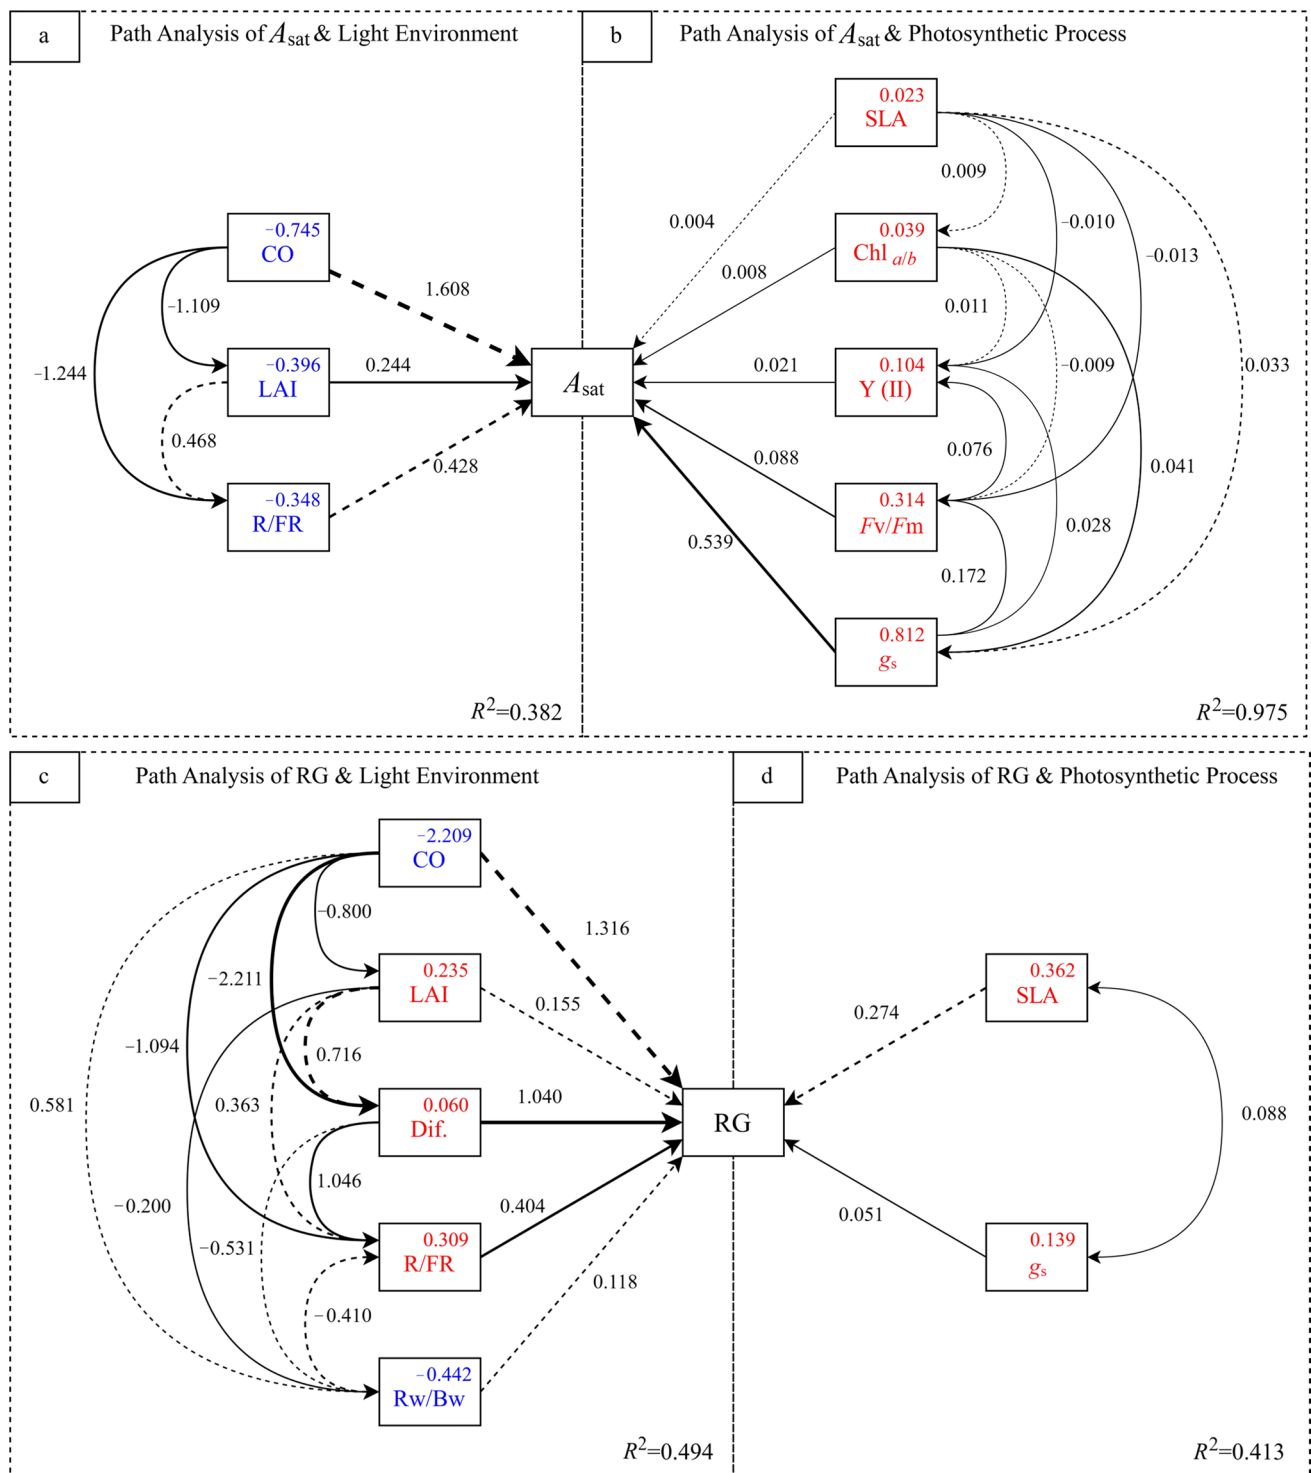 a
Path Analysis of Asat & Light Environment
−0.745
CO
−1.109
1.608
−1.244
−0.396
LAI
0.244
0.468
0.428
−0.348
R/FR
Asat
R²=0.382
b
Path Analysis of Asat & Photosynthetic Process
0.023
SLA
0.009
0.004
−0.010
−0.013
0.039
Chl a/b
0.008
0.011
0.104
Y (II)
0.021
−0.009
0.033
0.088
0.076
0.041
0.314
Fv/Fm
0.539
0.028
0.172
0.812
gs
R²=0.975
c
Path Analysis of RG & Light Environment
−2.209
CO
−0.800
1.316
−2.211
0.235
LAI
0.155
−1.094
0.716
0.581
0.363
0.060
Dif.
1.040
1.046
−0.200
0.404
−0.531
0.309
R/FR
0.118
−0.410
−0.442
Rw/Bw
RG
R²=0.494
d
Path Analysis of RG & Photosynthetic Process
0.362
SLA
0.274
0.088
0.051
0.139
gs
R²=0.413